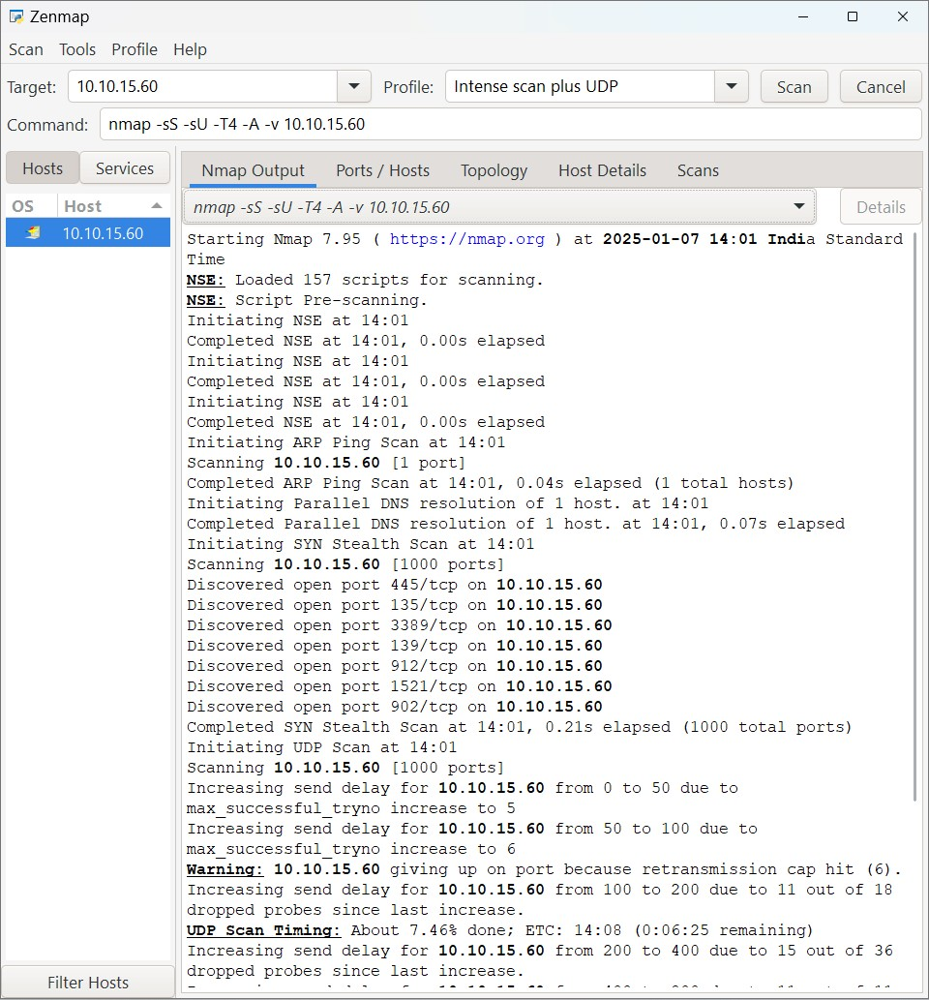 Zenmap
Scan Tools Profile Help
Target: 10.10.15.60 Profile: Intense scan plus UDP Scan Cancel
Command: nmap -sS -sU -T4 -A -v 10.10.15.60
Hosts Services
OS Host
10.10.15.60
Filter Hosts
Nmap Output Ports / Hosts Topology Host Details Scans
nmap -sS -sU -T4 -A -v 10.10.15.60 Details
Starting Nmap 7.95 ( https://nmap.org ) at 2025-01-07 14:01 India Standard
Time
NSE: Loaded 157 scripts for scanning.
NSE: Script Pre-scanning.
Initiating NSE at 14:01
Completed NSE at 14:01, 0.00s elapsed
Initiating NSE at 14:01
Completed NSE at 14:01, 0.00s elapsed
Initiating NSE at 14:01
Completed NSE at 14:01, 0.00s elapsed
Initiating ARP Ping Scan at 14:01
Scanning 10.10.15.60 [1 port]
Completed ARP Ping Scan at 14:01, 0.04s elapsed (1 total hosts)
Initiating Parallel DNS resolution of 1 host. at 14:01
Completed Parallel DNS resolution of 1 host. at 14:01, 0.07s elapsed
Initiating SYN Stealth Scan at 14:01
Scanning 10.10.15.60 [1000 ports]
Discovered open port 445/tcp on 10.10.15.60
Discovered open port 135/tcp on 10.10.15.60
Discovered open port 3389/tcp on 10.10.15.60
Discovered open port 139/tcp on 10.10.15.60
Discovered open port 912/tcp on 10.10.15.60
Discovered open port 1521/tcp on 10.10.15.60
Discovered open port 902/tcp on 10.10.15.60
Completed SYN Stealth Scan at 14:01, 0.21s elapsed (1000 total ports)
Initiating UDP Scan at 14:01
Scanning 10.10.15.60 [1000 ports]
Increasing send delay for 10.10.15.60 from 0 to 50 due to
max_successful_tryno increase to 5
Increasing send delay for 10.10.15.60 from 50 to 100 due to
max_successful_tryno increase to 6
Warning: 10.10.15.60 giving up on port because retransmission cap hit (6).
Increasing send delay for 10.10.15.60 from 100 to 200 due to 11 out of 18
dropped probes since last increase.
UDP Scan Timing: About 7.46% done; ETC: 14:08 (0:06:25 remaining)
Increasing send delay for 10.10.15.60 from 200 to 400 due to 15 out of 36
dropped probes since last increase.